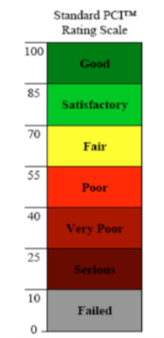 Standard PCI™
Rating Scale
100
Good
85
Satisfactory
70
Fair
55
Poor
40
Very Poor
25
Serious
10
Failed
0